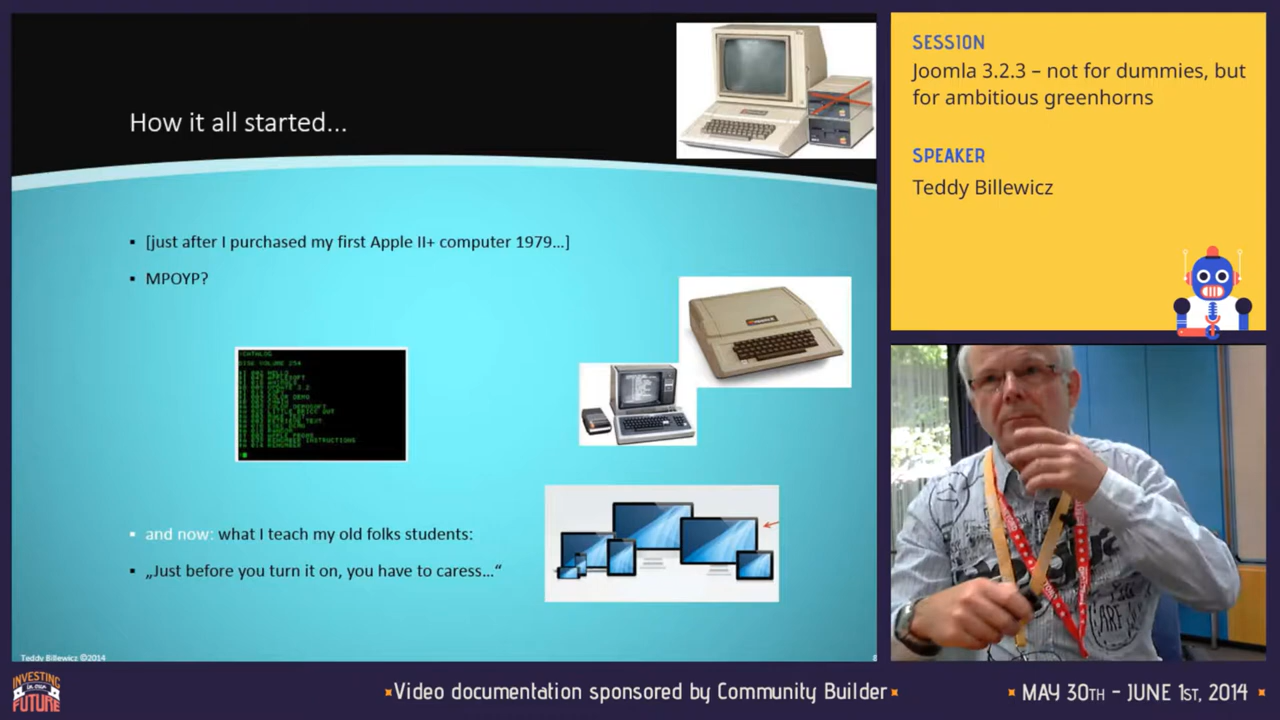 How it all started...
[just after I purchased my first Apple II+ computer 1979...]
MPOYP?
and now: what I teach my old folks students:
„Just before you turn it on, you have to caress...“
Teddy Billewicz ©2014
8
SESSION
Joomla 3.2.3 – not for dummies, but
for ambitious greenhorns
SPEAKER
Teddy Billewicz
INVESTING
IN OUR
FUTURE
Video documentation sponsored by Community Builder
MAY 30TH - JUNE 1ST, 2014